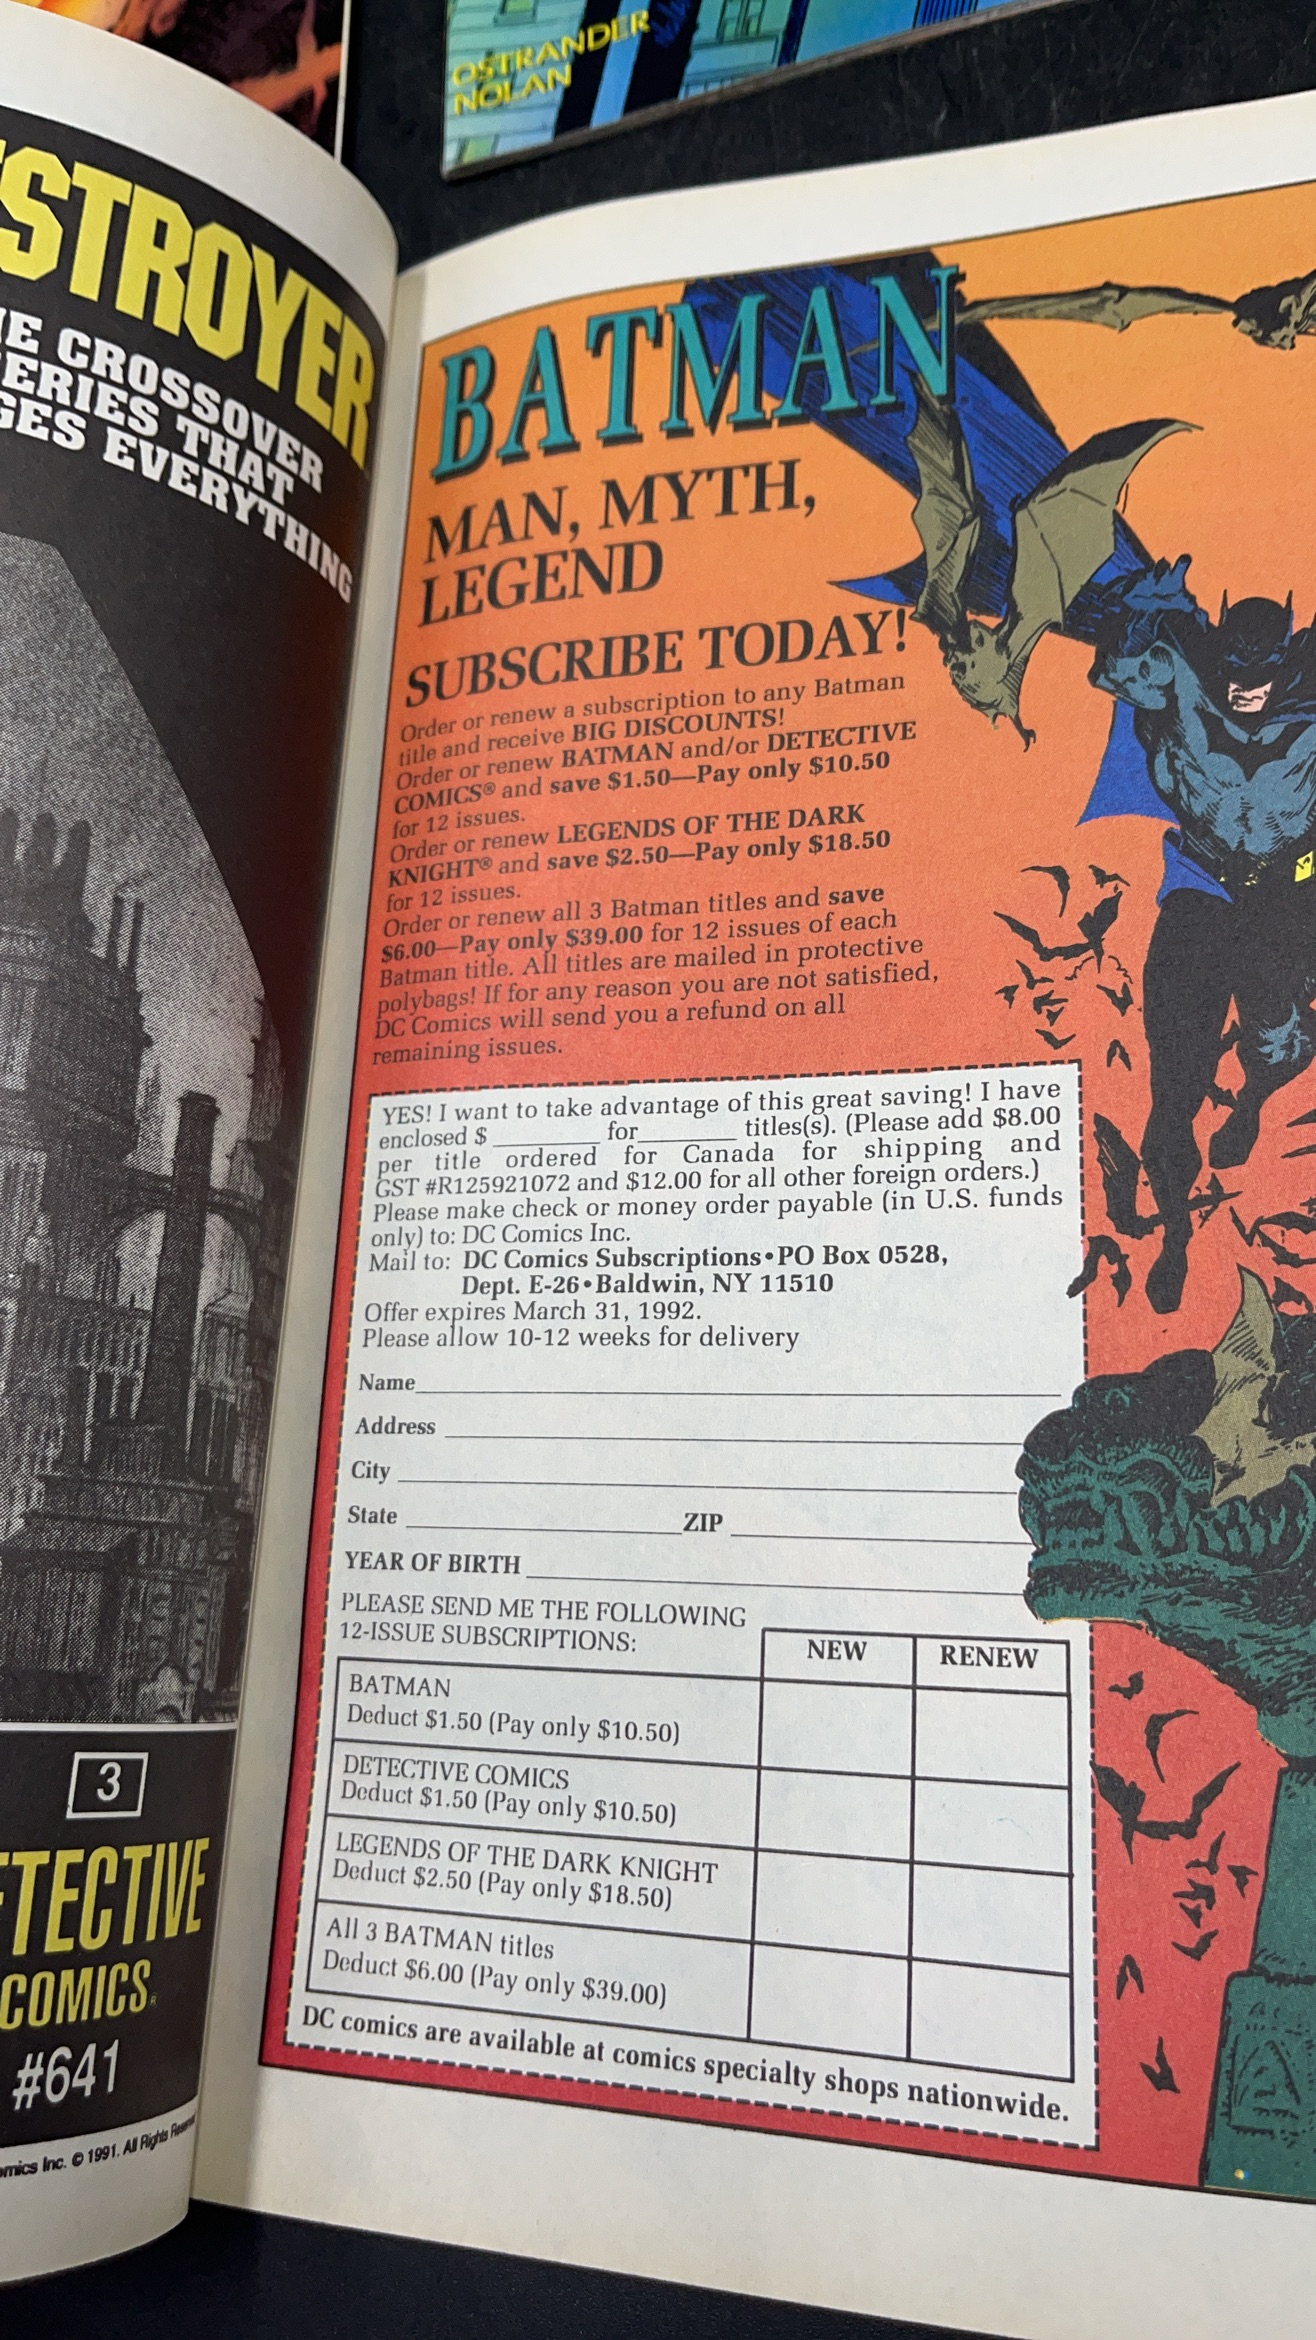 OSTRANDER
NOLAN
CROSSOVER
THAT
EVERYTHING
3
COMICS
#641
Inc. © 1991. All Rights
BATMAN
MAN, MYTH,
LEGEND
SUBSCRIBE TODAY!
Order or renew a subscription to any Batman
title and receive BIG DISCOUNTS!
Order or renew BATMAN and/or DETECTIVE
COMICS® and save $1.50—Pay only $10.50
for 12 issues.
Order or renew LEGENDS OF THE DARK
KNIGHT® and save $2.50—Pay only $18.50
for 12 issues.
Order or renew all 3 Batman titles and save
$6.00—Pay only $39.00 for 12 issues of each
Batman title. All titles are mailed in protective
polybags! If for any reason you are not satisfied,
DC Comics will send you a refund on all
remaining issues.
YES! I want to take advantage of this great saving! I have
enclosed $ ________ for________ titles(s). (Please add $8.00
per title ordered for Canada for shipping and
GST #R125921072 and $12.00 for all other foreign orders.)
Please make check or money order payable (in U.S. funds
only) to: DC Comics Inc.
Mail to: DC Comics Subscriptions•PO Box 0528,
Dept. E-26•Baldwin, NY 11510
Offer expires March 31, 1992.
Please allow 10-12 weeks for delivery
Name
Address
City
State ZIP
YEAR OF BIRTH
PLEASE SEND ME THE FOLLOWING
12-ISSUE SUBSCRIPTIONS:
NEW RENEW
BATMAN
Deduct $1.50 (Pay only $10.50)
DETECTIVE COMICS
Deduct $1.50 (Pay only $10.50)
LEGENDS OF THE DARK KNIGHT
Deduct $2.50 (Pay only $18.50)
All 3 BATMAN titles
Deduct $6.00 (Pay only $39.00)
DC comics are available at comics specialty shops nationwide.